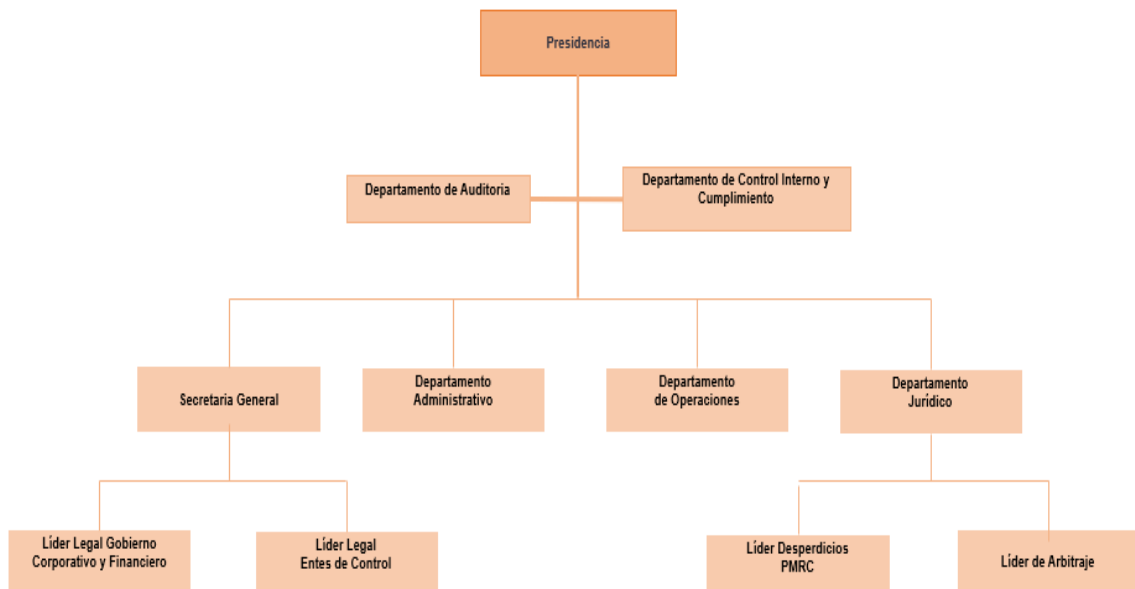 Presidencia
Departamento de Auditoria
Departamento de Control Interno y
Cumplimiento
Secretaria General
Departamento
Administrativo
Departamento
de Operaciones
Departamento
Jurídico
Líder Legal Gobierno
Corporativo y Financiero
Líder Legal
Entes de Control
Líder Desperdicios
PMRC
Líder de Arbitraje